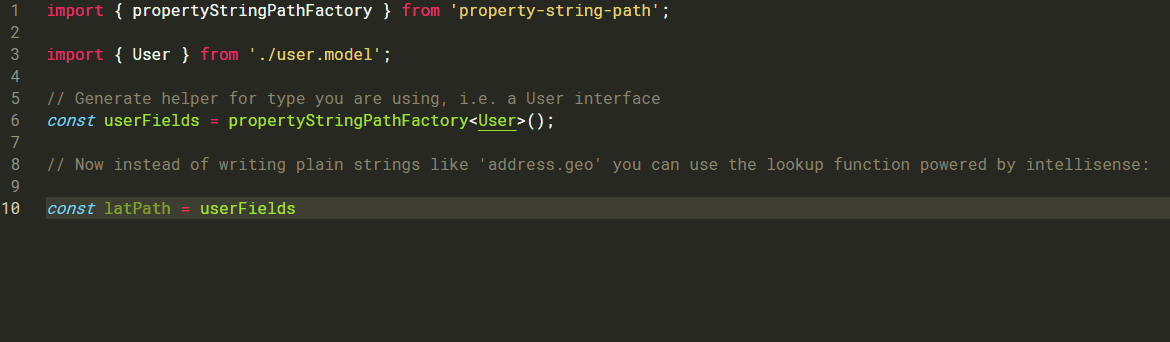 1 import { propertyStringPathFactory } from 'property-string-path';
2
3 import { User } from './user.model';
4
5 // Generate helper for type you are using, i.e. a User interface
6 const userFields = propertyStringPathFactory<User>();
7
8 // Now instead of writing plain strings like 'address.geo' you can use the lookup function powered by intellisense:
9
10 const latPath = userFields